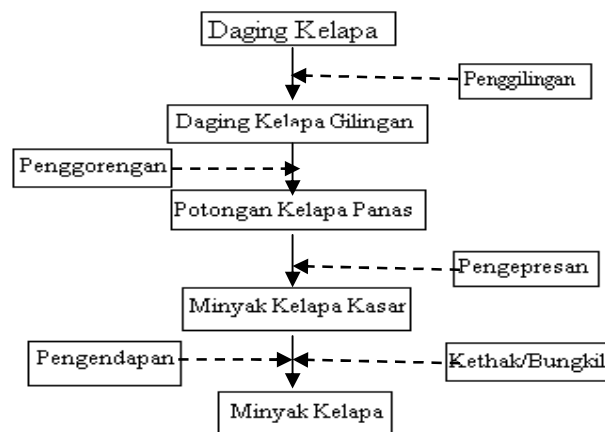 Daging Kelapa
Penggilingan
Daging Kelapa Gilingan
Penggorengan
Potongan Kelapa Panas
Pengepresan
Minyak Kelapa Kasar
Pengendapan
Kethak/Bungkil
Minyak Kelapa